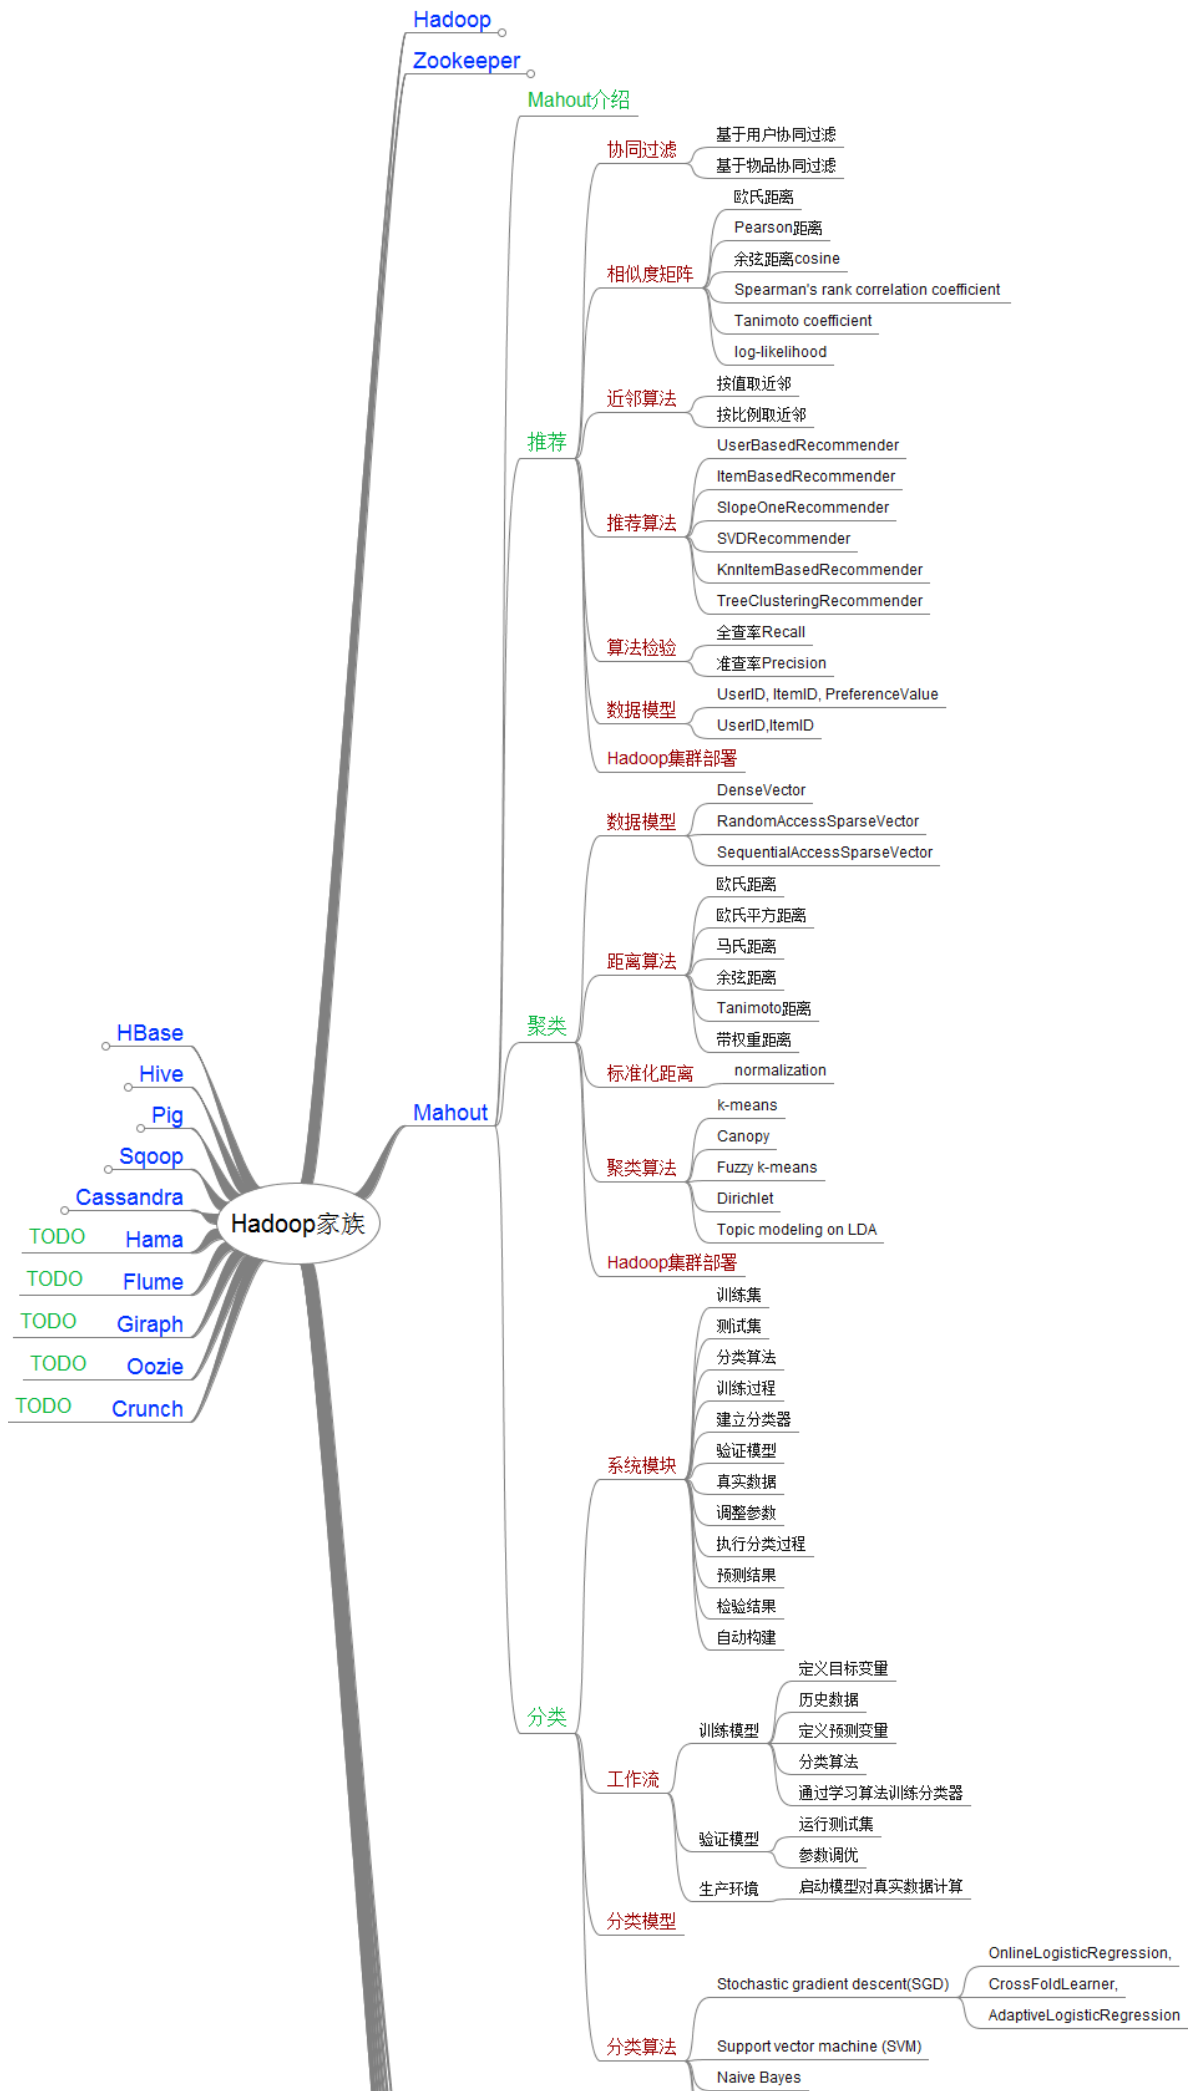 Hadoop
Zookeeper
Mahout介绍
协同过滤
基于用户协同过滤
基于物品协同过滤
相似度矩阵
欧氏距离
Pearson距离
余弦距离cosine
Spearman's rank correlation coefficient
Tanimoto coefficient
log-likelihood
近邻算法
按值取近邻
按比例取近邻
推荐
推荐算法
UserBasedRecommender
ItemBasedRecommender
SlopeOneRecommender
SVDRecommender
KnnItemBasedRecommender
TreeClusteringRecommender
算法检验
全查率Recall
准查率Precision
数据模型
UserID, ItemID, PreferenceValue
UserID,ItemID
Hadoop集群部署
数据模型
DenseVector
RandomAccessSparseVector
SequentialAccessSparseVector
距离算法
欧氏距离
欧氏平方距离
马氏距离
余弦距离
Tanimoto距离
带权重距离
聚类
标准化距离
normalization
Mahout
聚类算法
k-means
Canopy
Fuzzy k-means
Dirichlet
Topic modeling on LDA
Hadoop集群部署
HBase
Hive
Pig
Sqoop
Cassandra
Hadoop家族
TODO
Hama
TODO
Flume
TODO
Giraph
TODO
Oozie
TODO
Crunch
系统模块
训练集
测试集
分类算法
训练过程
建立分类器
验证模型
真实数据
调整参数
执行分类过程
预测结果
检验结果
自动构建
分类
工作流
训练模型
定义目标变量
历史数据
定义预测变量
分类算法
通过学习算法训练分类器
验证模型
运行测试集
参数调优
生产环境
启动模型对真实数据计算
分类模型
分类算法
Stochastic gradient descent(SGD)
OnlineLogisticRegression,
CrossFoldLearner,
AdaptiveLogisticRegression
Support vector machine (SVM)
Naive Bayes